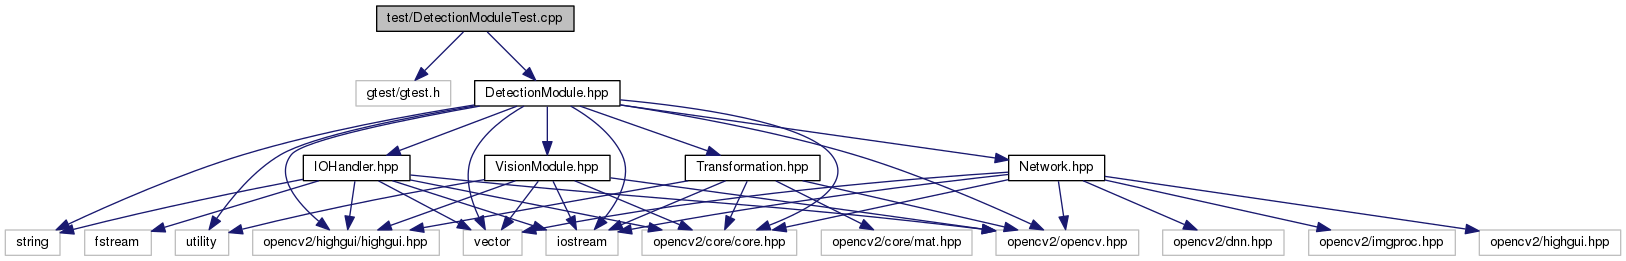 test/DetectionModuleTest.cpp
gtest/gtest.h
DetectionModule.hpp
IOHandler.hpp
VisionModule.hpp
Transformation.hpp
Network.hpp
string
fstream
utility
opencv2/highgui/highgui.hpp
vector
iostream
opencv2/core/core.hpp
opencv2/core/mat.hpp
opencv2/opencv.hpp
opencv2/dnn.hpp
opencv2/imgproc.hpp
opencv2/highgui.hpp